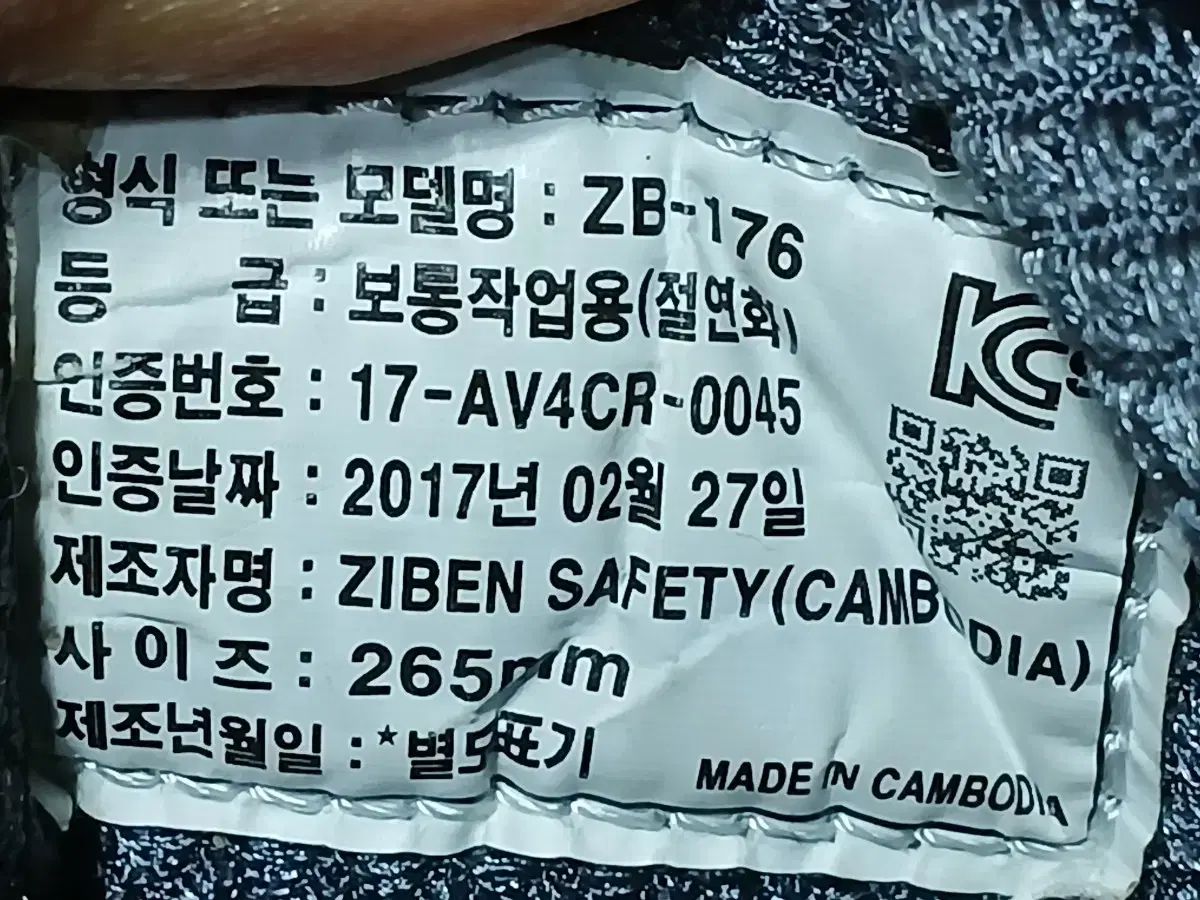 형식 또는 모델명 : ZB-176
등 급 : 보통작업용(절연화)
인증번호 : 17-AV4CR-0045
인증날짜 : 2017년 02월 27일
제조자명 : ZIBEN SAFETY(CAMBODIA)
사 이 즈 : 265mm
제조년월일 : *별도표기
KCs
MADE IN CAMBODIA